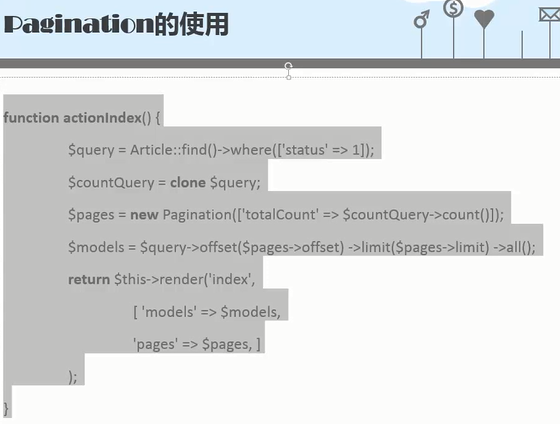 Pagination的使用
function actionIndex() {
$query = Article::find()->where(['status' => 1]);
$countQuery = clone $query;
$pages = new Pagination(['totalCount' => $countQuery->count()]);
$models = $query->offset($pages->offset) ->limit($pages->limit) ->all();
return $this->render('index',
[ 'models' => $models,
'pages' => $pages, ]
);
}